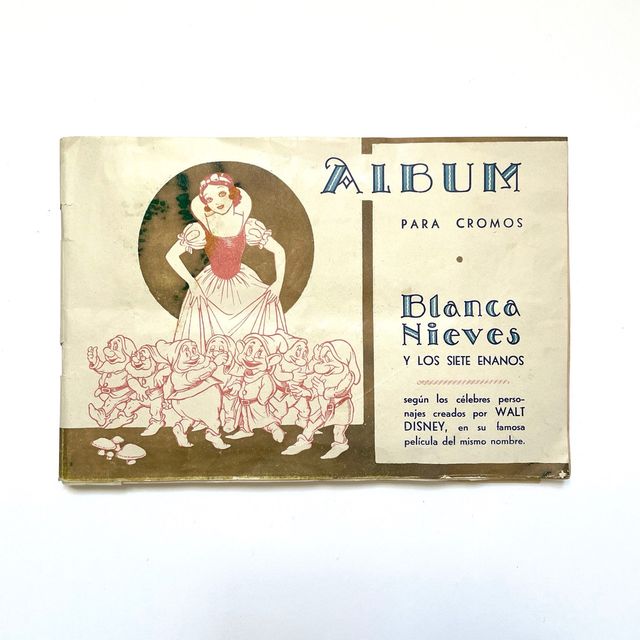 ALBUM
PARA CROMOS
Blanca
Nieves
Y LOS SIETE ENANOS
según los célebres perso-
najes creados por WALT
DISNEY, en su famosa
película del mismo nombre.